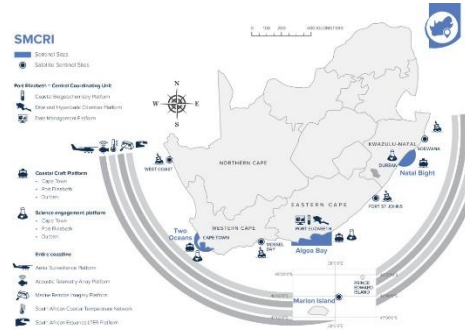 SMCRI
Sentinel Sites
Satellite Sentinel Sites
Port Elizabeth - Central Coordinating Unit
Coastal Biogeochemistry Platform
Data Management Platform
Coastal Craft Platform
- Cape Town
- Port Elizabeth
- Durban
Science engagement platform
- Cape Town
- Port Elizabeth
- Durban
Entire coastline
Aerial Surveillance Platform
Acoustic Telemetry Array Platform
Marine Remote Imagery Platform
South African Coastal Temperature Network
NORTHERN CAPE
WESTERN CAPE
EASTERN CAPE
KWAZULU-NATAL
WEST COAST
Two
Oceans
CAPE TOWN
MOSSEL
BAY
PORT ELIZABETH
Algoa Bay
PORT ST JOHNS
DURBAN
Natal Bight
Marion Island
PRINCE
EDWARD
ISLAND
N
W
E
S